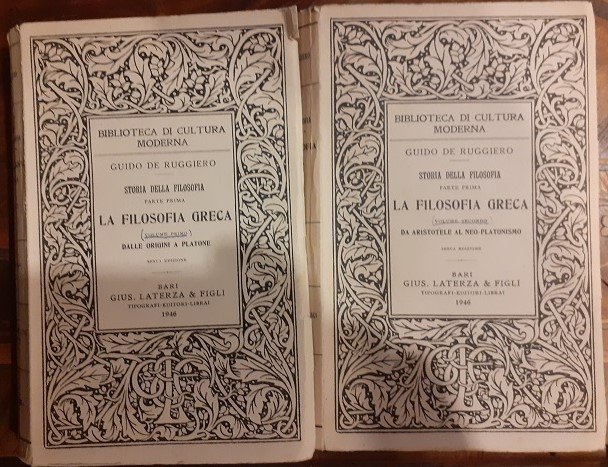 BIBLIOTECA DI CULTURA
MODERNA
GUIDO DE RUGGIERO
STORIA DELLA FILOSOFIA
PARTE PRIMA
LA FILOSOFIA GRECA
VOLUME PRIMO
DALLE ORIGINI A PLATONE
SESTA EDIZIONE
BARI
GIUS. LATERZA & FIGLI
TIPOGRAFI-EDITORI-LIBRAI
1946
BIBLIOTECA DI CULTURA
MODERNA
GUIDO DE RUGGIERO
STORIA DELLA FILOSOFIA
PARTE PRIMA
LA FILOSOFIA GRECA
VOLUME SECONDO
DA ARISTOTELE AL NEO-PLATONISMO
SESTA EDIZIONE
BARI
GIUS. LATERZA & FIGLI
TIPOGRAFI-EDITORI-LIBRAI
1946